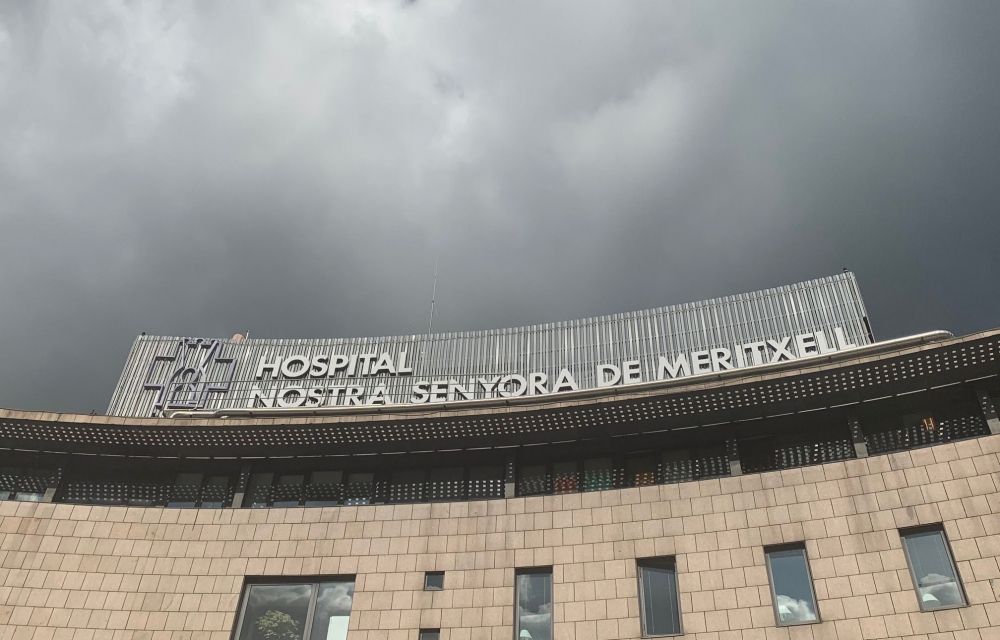 HOSPITAL
NOSTRA SENYORA DE MERITXELL